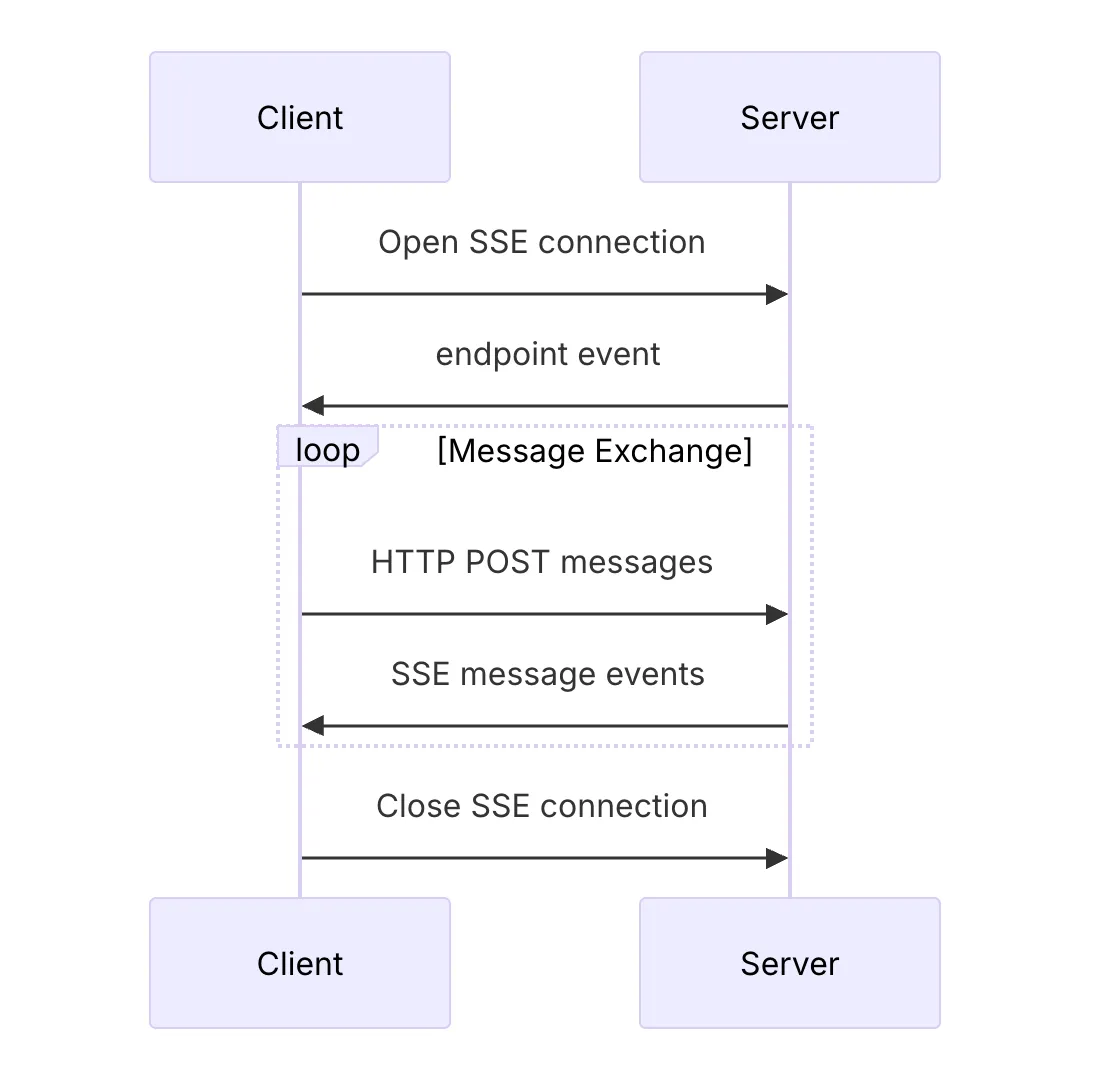 Client
Server
Open SSE connection
endpoint event
loop
[Message Exchange]
HTTP POST messages
SSE message events
Close SSE connection
Client
Server